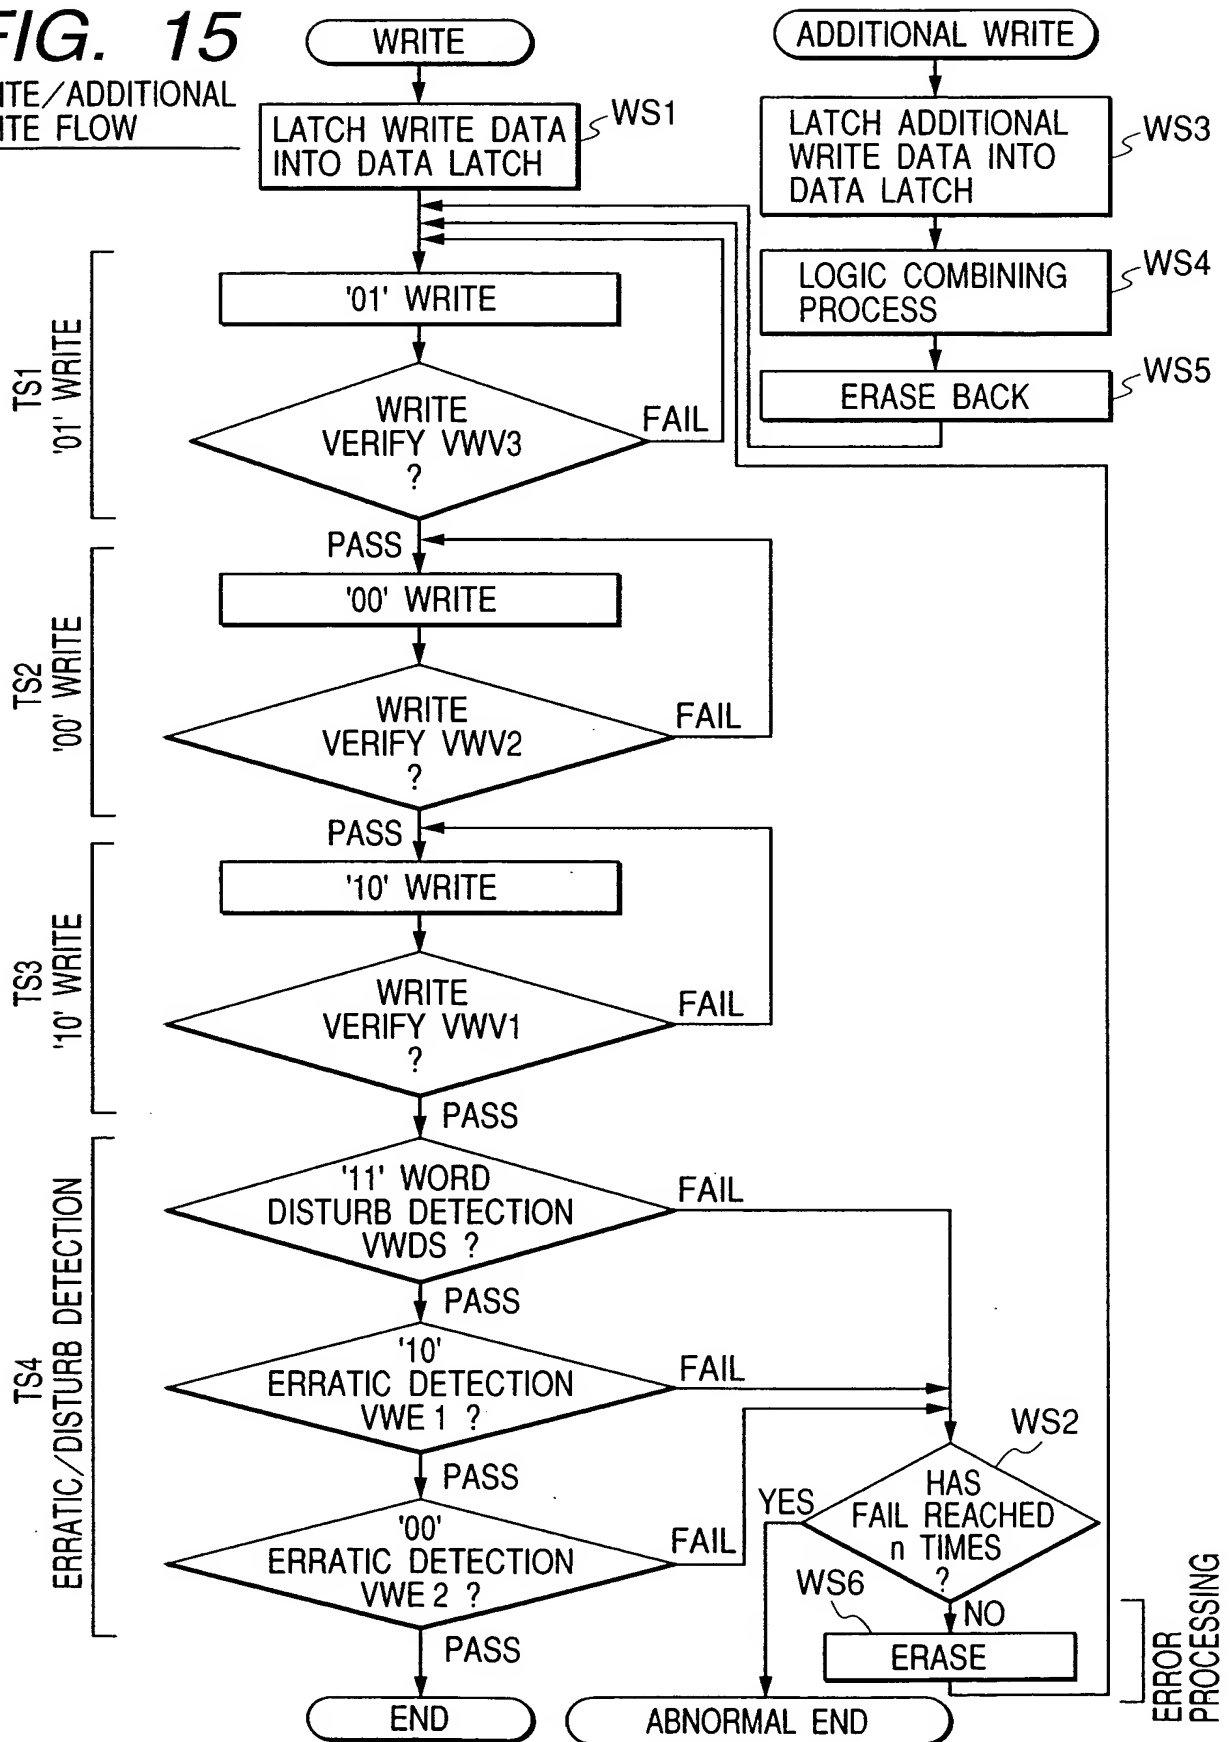 FIG. 15
ITE/ADDITIONAL
ITE FLOW
WRITE
LATCH WRITE DATA
INTO DATA LATCH
WS1
ADDITIONAL WRITE
LATCH ADDITIONAL
WRITE DATA INTO
DATA LATCH
WS3
LOGIC COMBINING
PROCESS
WS4
ERASE BACK
WS5
TS1
'01' WRITE
'01' WRITE
WRITE
VERIFY VWV3
?
FAIL
PASS
TS2
'00' WRITE
'00' WRITE
WRITE
VERIFY VWV2
?
FAIL
PASS
TS3
'10' WRITE
'10' WRITE
WRITE
VERIFY VWV1
?
FAIL
PASS
TS4
ERRATIC/DISTURB DETECTION
'11' WORD
DISTURB DETECTION
VWDS ?
FAIL
PASS
'10'
ERRATIC DETECTION
VWE 1 ?
FAIL
PASS
'00'
ERRATIC DETECTION
VWE 2 ?
FAIL
PASS
END
WS2
HAS
FAIL REACHED
n TIMES
?
YES
NO
WS6
ERASE
ERROR
PROCESSING
ABNORMAL END